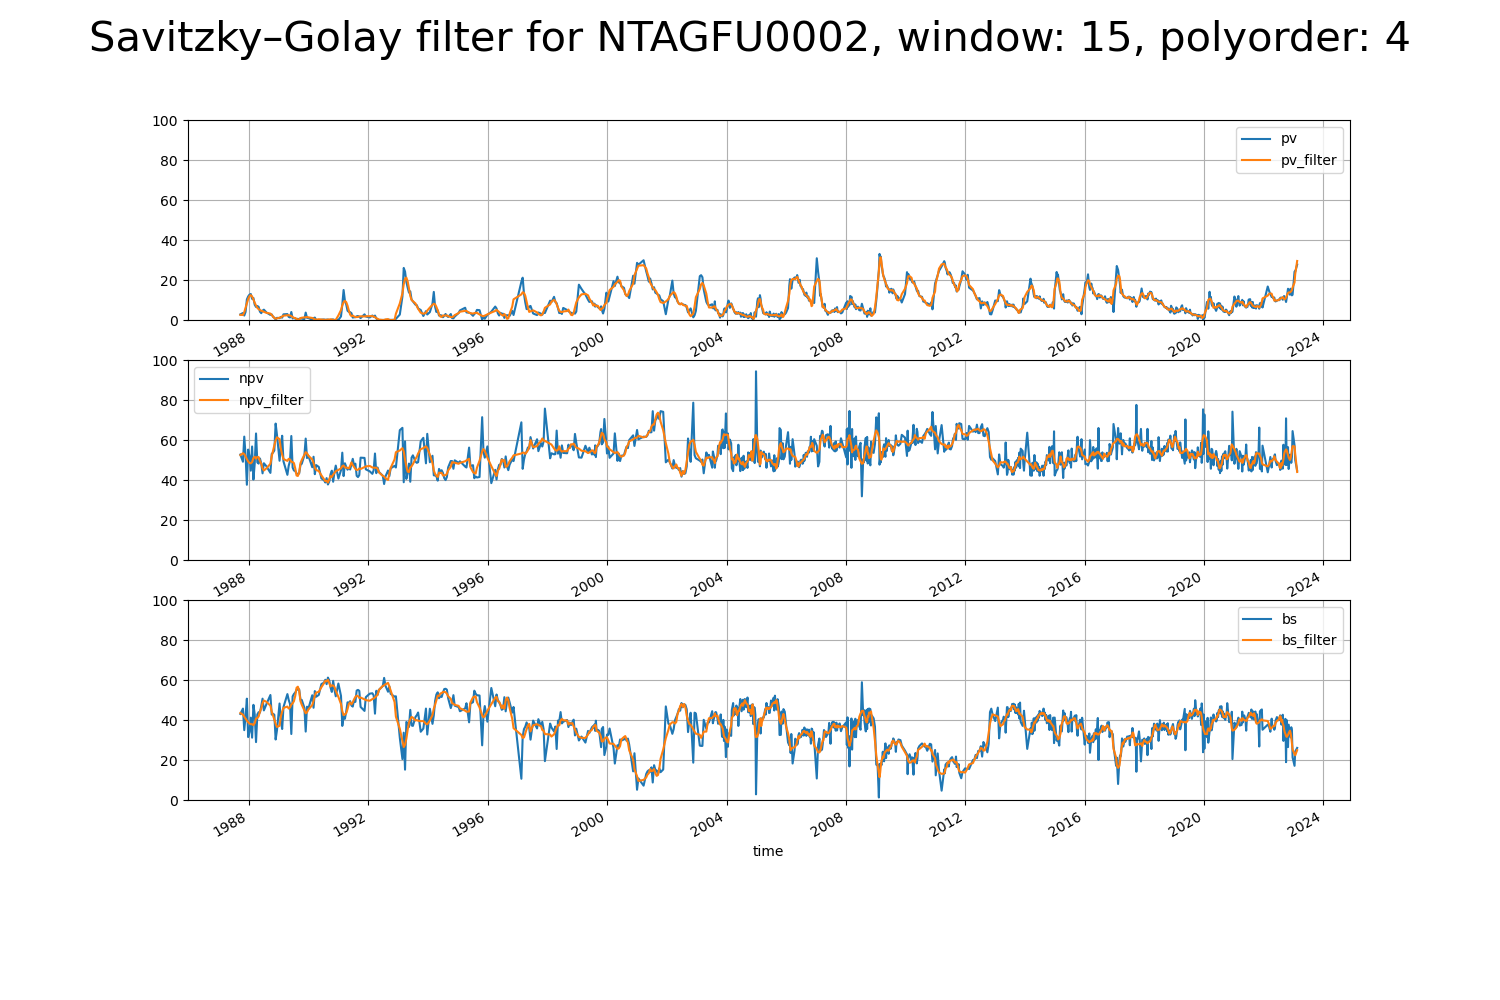 Savitzky–Golay filter for NTAGFU0002, window: 15, polyorder: 4
100
80
60
40
20
0
pv
pv_filter
1988 1992 1996 2000 2004 2008 2012 2016 2020 2024
100
80
60
40
20
0
npv
npv_filter
1988 1992 1996 2000 2004 2008 2012 2016 2020 2024
100
80
60
40
20
0
bs
bs_filter
1988 1992 1996 2000 2004 2008 2012 2016 2020 2024
time